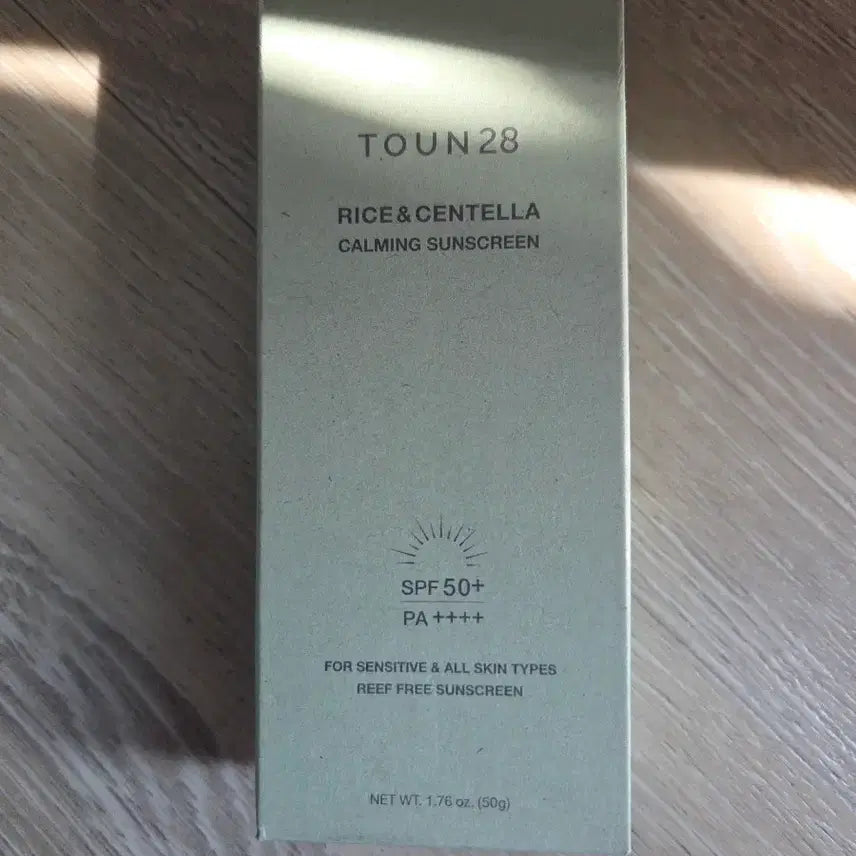 TOUN28
RICE & CENTELLA
CALMING SUNSCREEN
SPF 50+
PA ++++
FOR SENSITIVE & ALL SKIN TYPES
REEF FREE SUNSCREEN
NET WT. 1.76 oz. (50g)